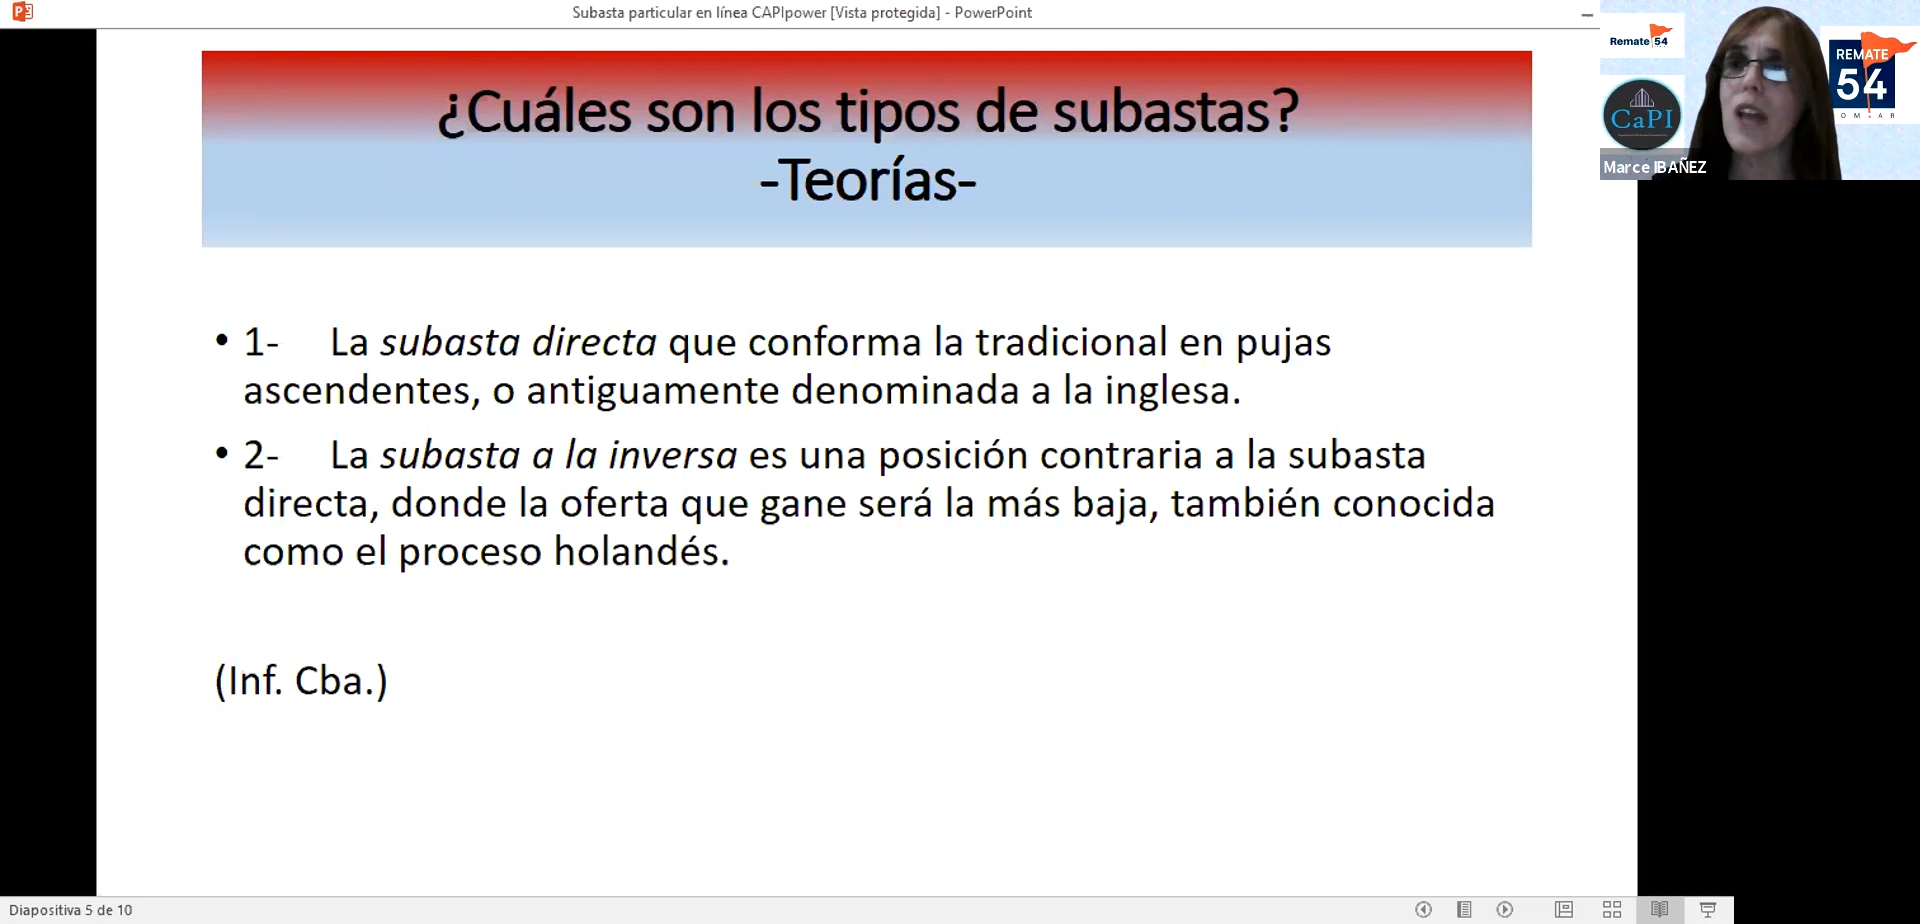 Subasta particular en línea CAPIpower [Vista protegida] - PowerPoint
Remate 54
REMATE
54
OM.AR
CaPI
Marce IBAÑEZ
¿Cuáles son los tipos de subastas?
-Teorías-
• 1- La subasta directa que conforma la tradicional en pujas
ascendentes, o antiguamente denominada a la inglesa.
• 2- La subasta a la inversa es una posición contraria a la subasta
directa, donde la oferta que gane será la más baja, también conocida
como el proceso holandés.
(Inf. Cba.)
Diapositiva 5 de 10